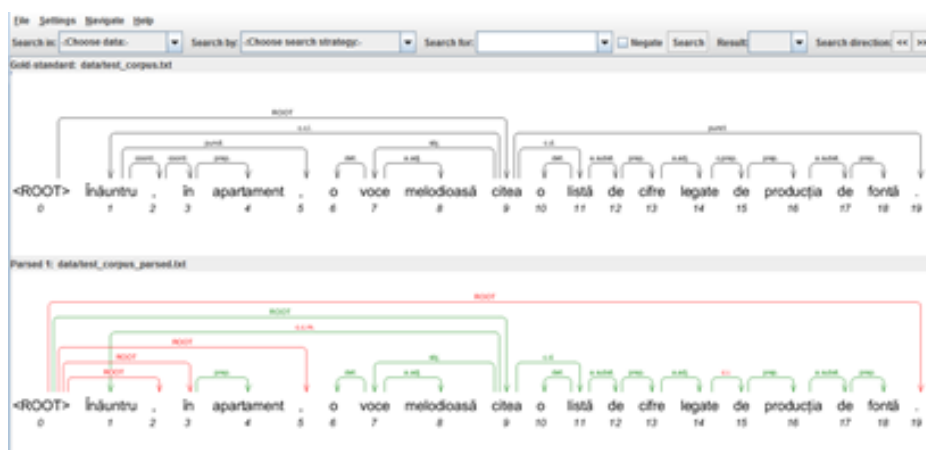 File Settings Navigate Help
Search in: -:Choose data:- Search by: -:Choose search strategy:- Search for: Negate Search Result: Search direction: << >>
Gold-standard: data/test_corpus.txt
ROOT
punct.
sbj. c.d.
coord. coord. prep. det. a.adj. det. a.subst. prep. a.adj. c.prep. prep. a.subst. prep.
<ROOT> Înăuntru , în apartament , o voce melodioasă citea o listă de cifre legate de producția de fontă .
0 1 2 3 4 5 6 7 8 9 10 11 12 13 14 15 16 17 18 19
Parsed 1: data/test_corpus_parsed.txt
ROOT
ROOT
c.c.m.
ROOT
ROOT sbj. c.d.
ROOT prep. det. a.adj. det. a.subst. prep. a.adj. c.i. prep. a.subst. prep.
<ROOT> Înăuntru , în apartament , o voce melodioasă citea o listă de cifre legate de producția de fontă .
0 1 2 3 4 5 6 7 8 9 10 11 12 13 14 15 16 17 18 19